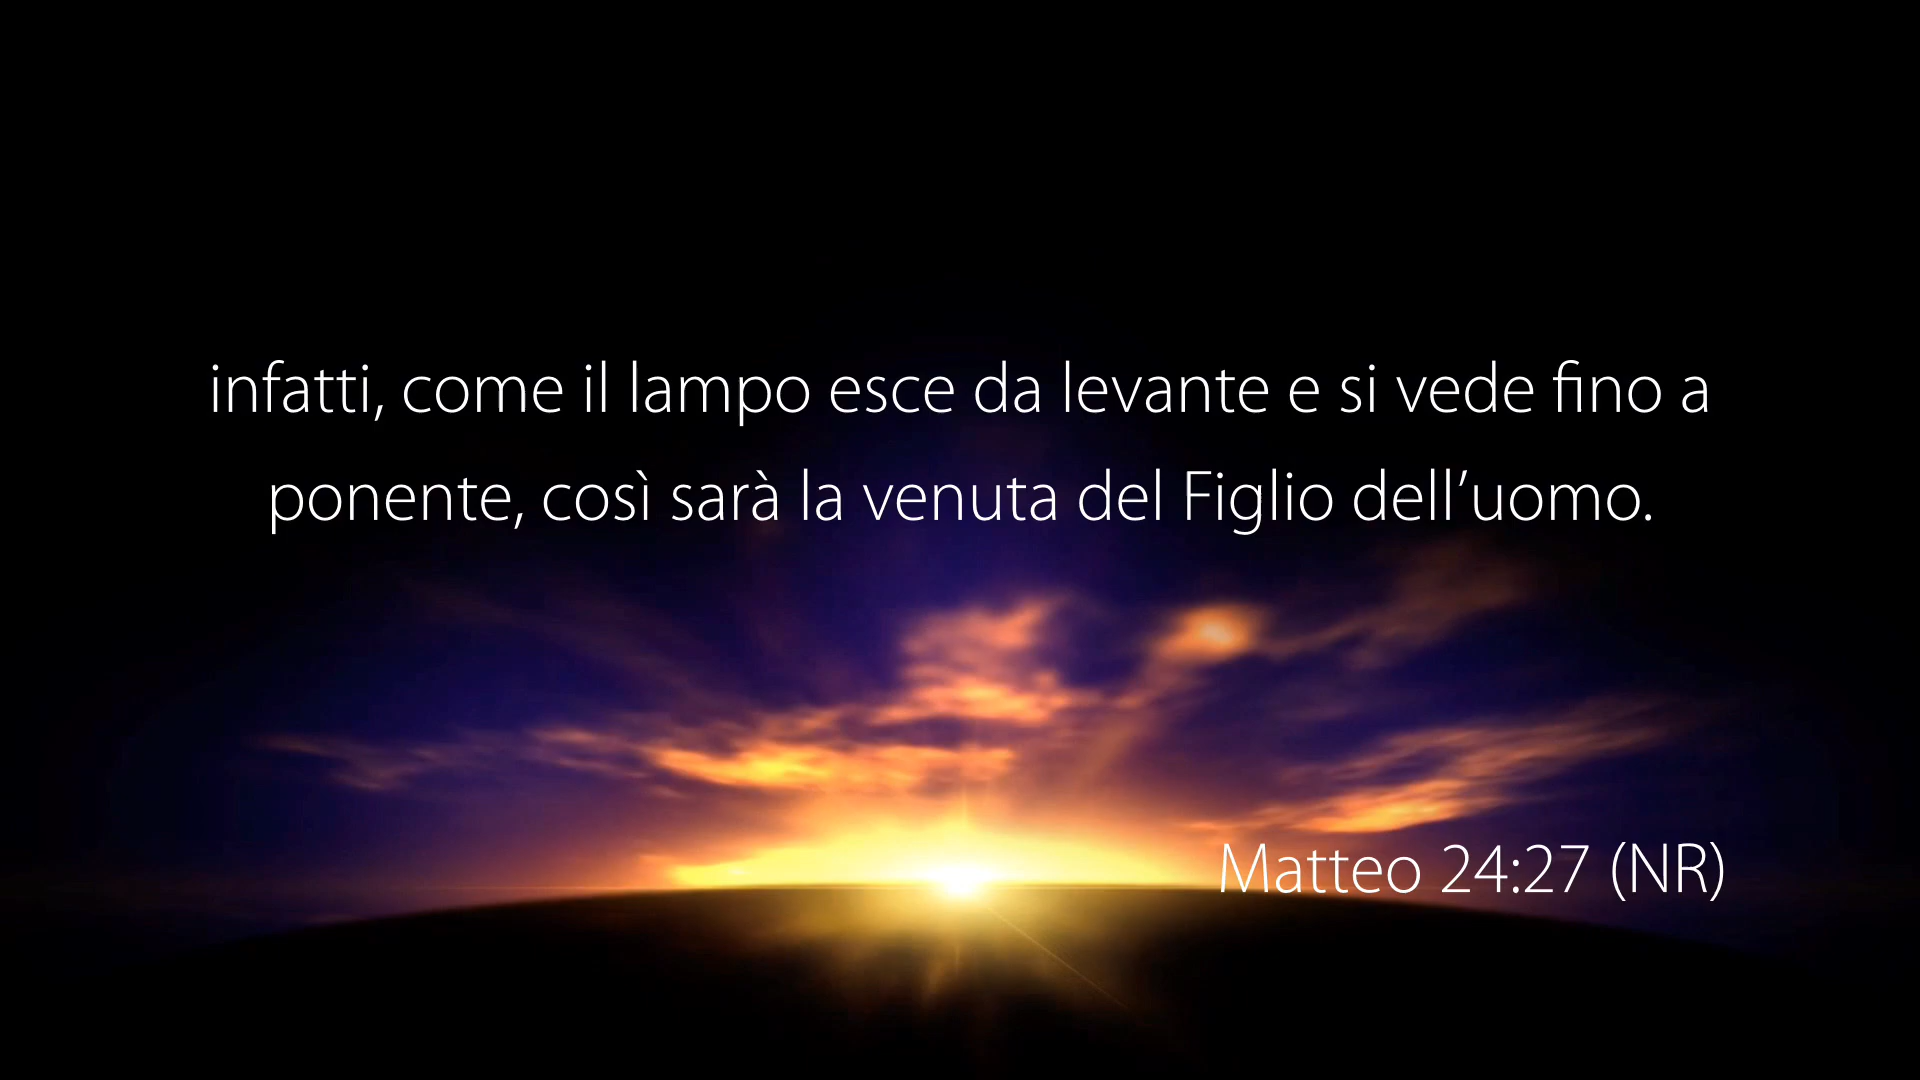 infatti, come il lampo esce da levante e si vede fino a
ponente, così sarà la venuta del Figlio dell’uomo.
Matteo 24:27 (NR)